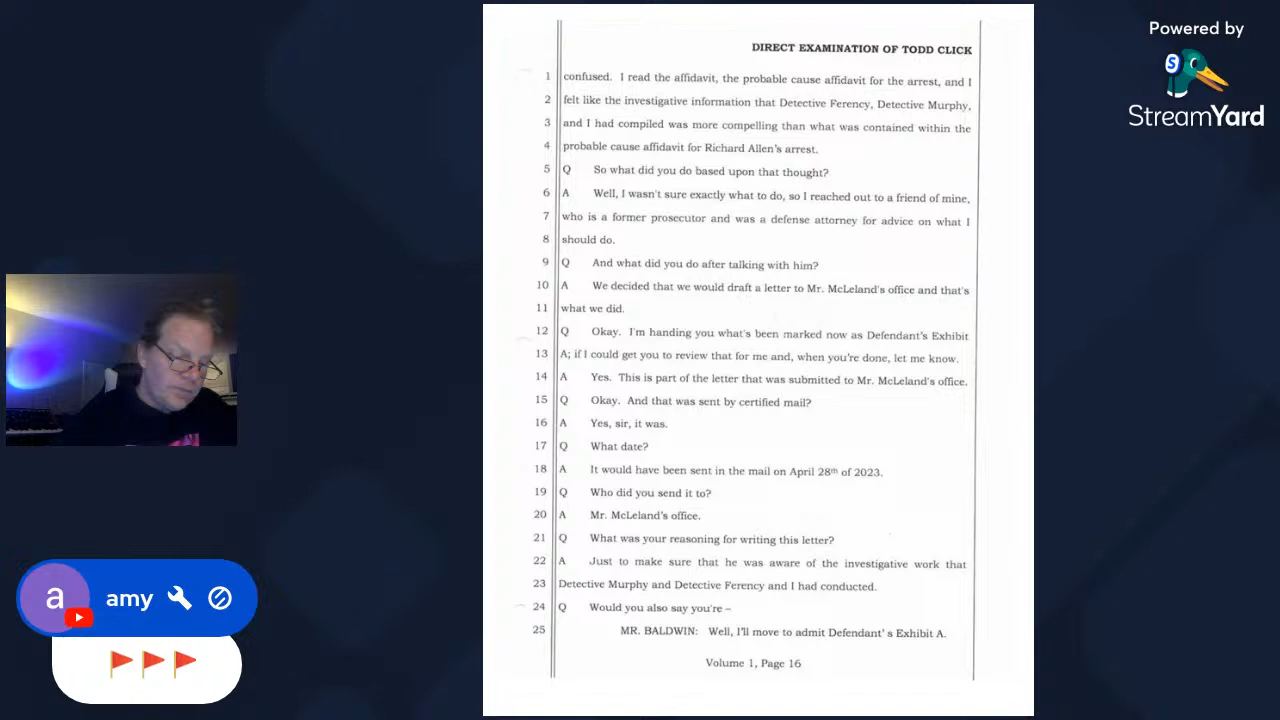 DIRECT EXAMINATION OF TODD CLICK
1 confused. I read the affidavit, the probable cause affidavit for the arrest, and I
2 felt like the investigative information that Detective Ferency, Detective Murphy,
3 and I had compiled was more compelling than what was contained within the
4 probable cause affidavit for Richard Allen's arrest.
5 Q So what did you do based upon that thought?
6 A Well, I wasn't sure exactly what to do, so I reached out to a friend of mine,
7 who is a former prosecutor and was a defense attorney for advice on what I
8 should do.
9 Q And what did you do after talking with him?
10 A We decided that we would draft a letter to Mr. McLeland's office and that's
11 what we did.
12 Q Okay. I'm handing you what's been marked now as Defendant's Exhibit
13 A; if I could get you to review that for me and, when you're done, let me know.
14 A Yes. This is part of the letter that was submitted to Mr. McLeland's office.
15 Q Okay. And that was sent by certified mail?
16 A Yes, sir, it was.
17 Q What date?
18 A It would have been sent in the mail on April 28th of 2023.
19 Q Who did you send it to?
20 A Mr. McLeland's office.
21 Q What was your reasoning for writing this letter?
22 A Just to make sure that he was aware of the investigative work that
23 Detective Murphy and Detective Ferency and I had conducted.
24 Q Would you also say you're –
25 MR. BALDWIN: Well, I'll move to admit Defendant' s Exhibit A.
Volume 1, Page 16
Powered by
S
StreamYard
a
amy